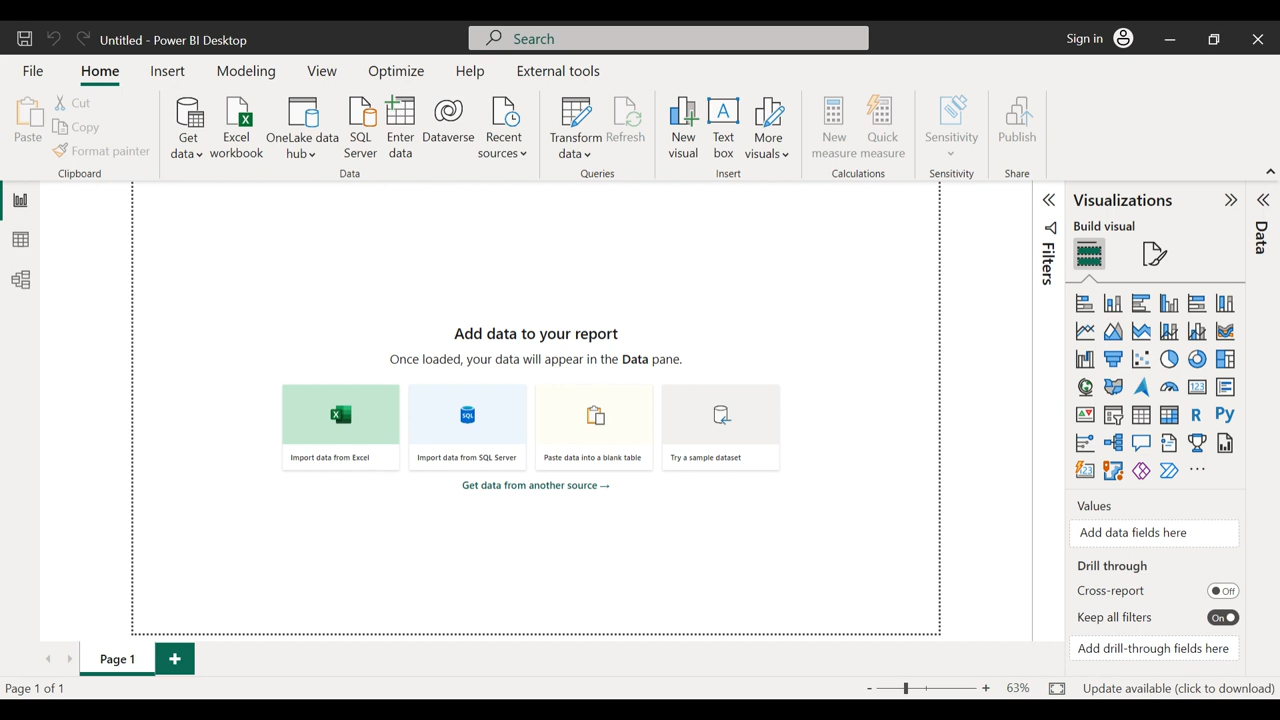 Untitled - Power BI Desktop
Search
Sign in
File
Home
Insert
Modeling
View
Optimize
Help
External tools
Paste
Cut
Copy
Format painter
Clipboard
Get
data
Excel
workbook
OneLake data
hub
SQL
Server
Enter
data
Dataverse
Recent
sources
Data
Transform
data
Refresh
Queries
New
visual
A
Text
box
More
visuals
Insert
New
measure
Quick
measure
Calculations
Sensitivity
Sensitivity
Publish
Share
Filters
Visualizations
Build visual
123
R
Py
123
Data
Add data to your report
Once loaded, your data will appear in the Data pane.
X
SQL
Import data from Excel
Import data from SQL Server
Paste data into a blank table
Try a sample dataset
Get data from another source →
Values
Add data fields here
Drill through
Cross-report
Off
Keep all filters
On
Add drill-through fields here
Page 1
+
Page 1 of 1
-
+
63%
Update available (click to download)